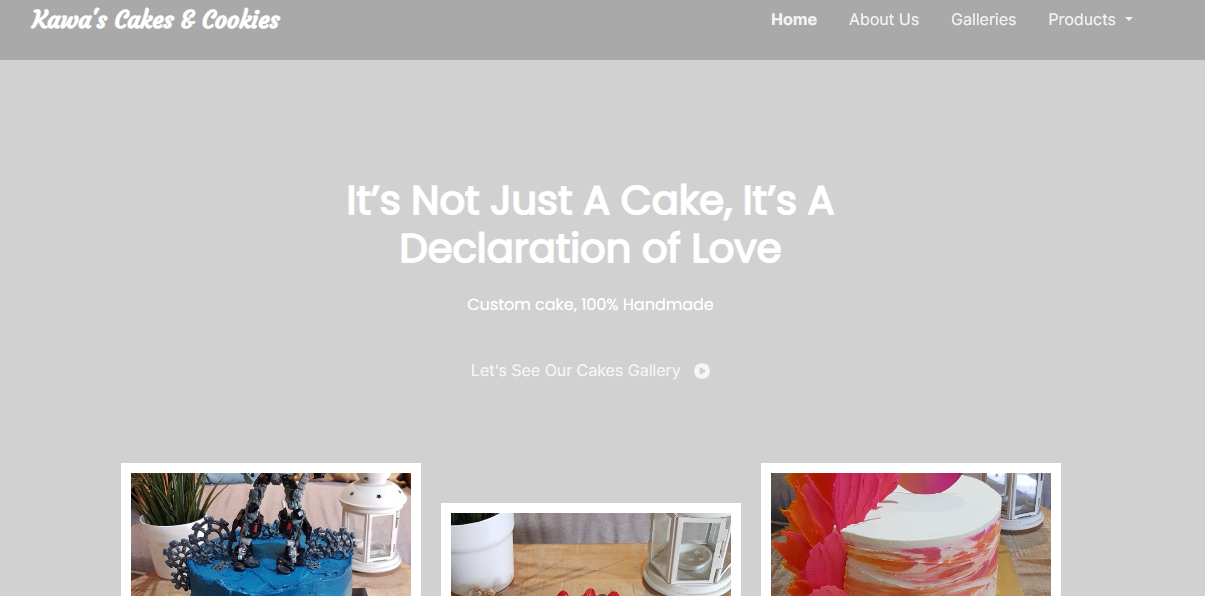 Kawa's Cakes & Cookies
Home About Us Galleries Products
It's Not Just A Cake, It's A
Declaration of Love
Custom cake, 100% Handmade
Let's See Our Cakes Gallery